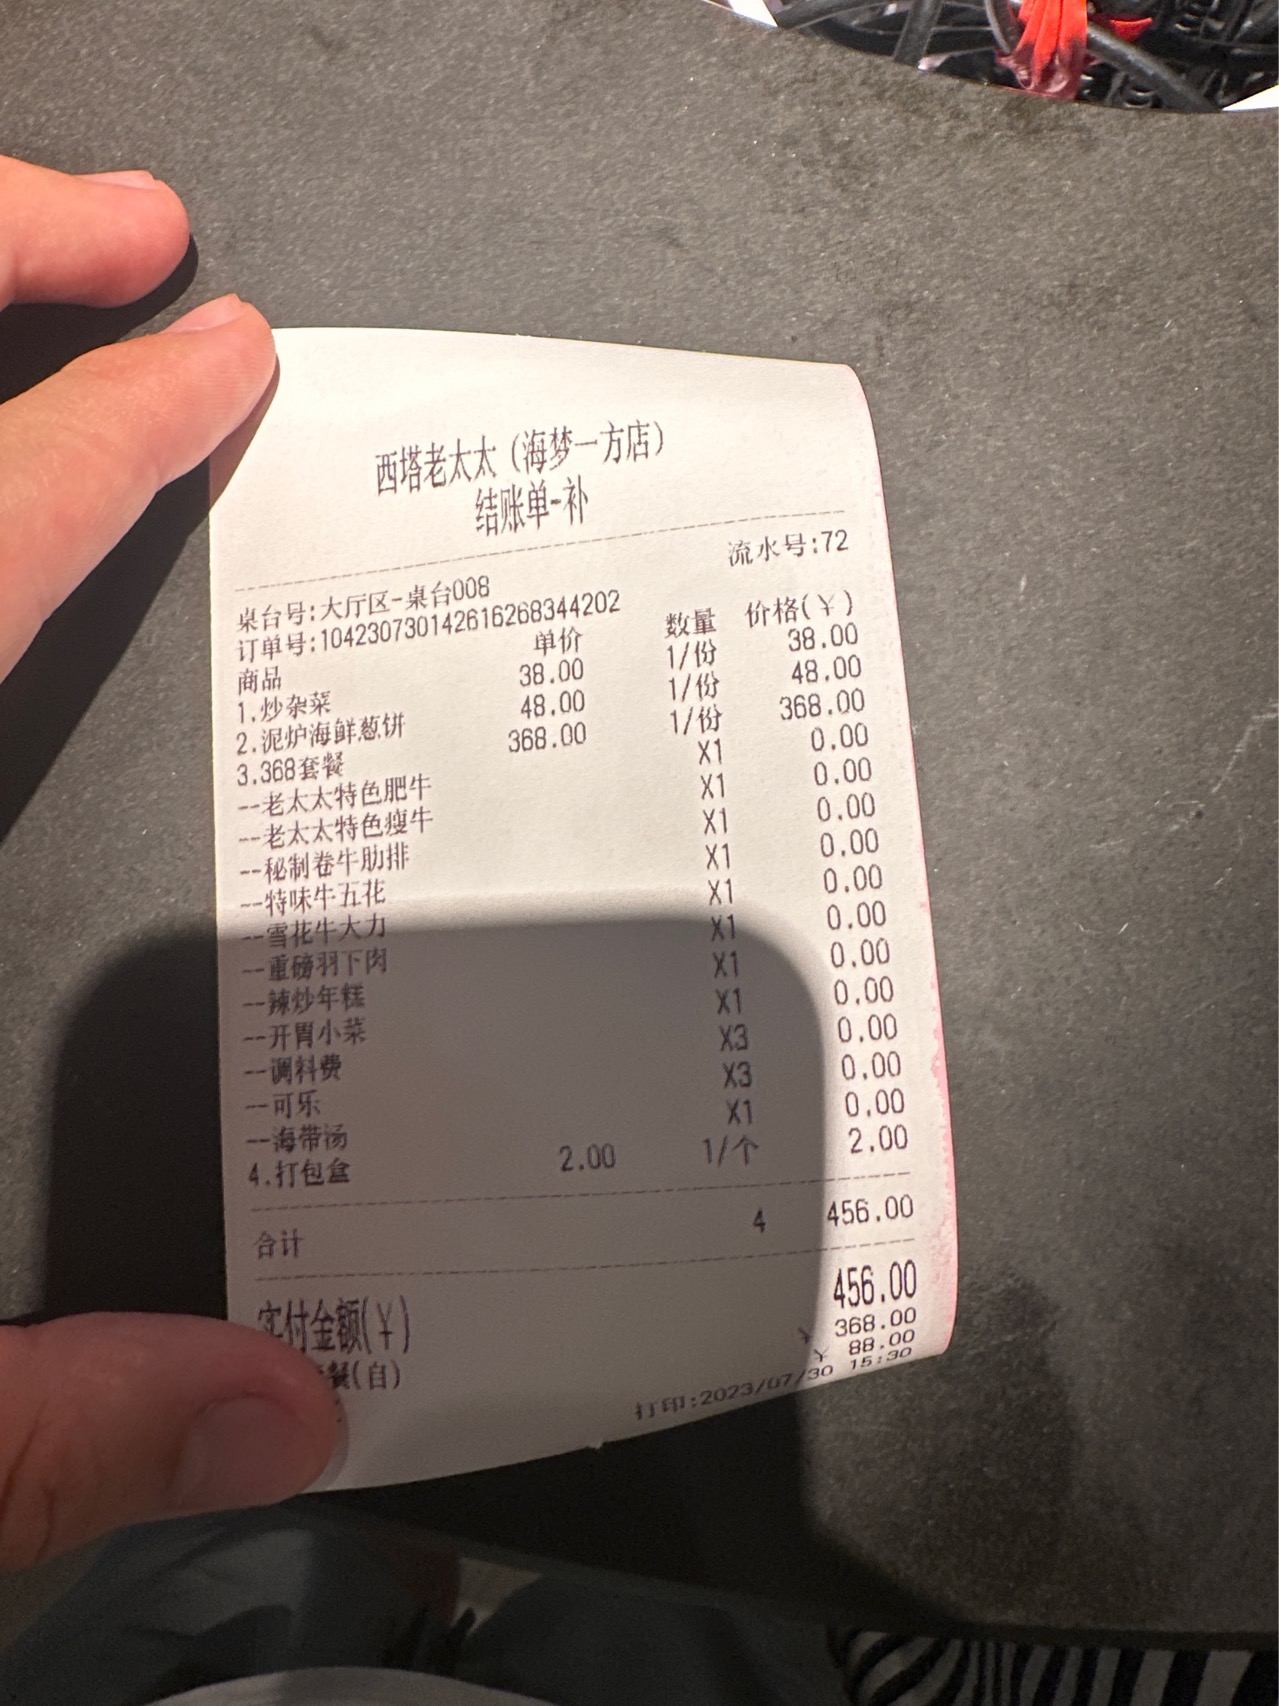 西塔老太太（海梦一方店）
结账单-补
流水号:72
桌台号:大厅区-桌台008
订单号:104230730142616268344202
商品 单价 数量 价格(￥)
1.炒杂菜 38.00 1/份 38.00
2.泥炉海鲜葱饼 48.00 1/份 48.00
3.368套餐 368.00 1/份 368.00
--老太太特色肥牛 X1 0.00
--老太太特色瘦牛 X1 0.00
--秘制卷牛肋排 X1 0.00
--特味牛五花 X1 0.00
--雪花牛大力 X1 0.00
--重磅羽下肉 X1 0.00
--辣炒年糕 X1 0.00
--开胃小菜 X1 0.00
--调料费 X3 0.00
--可乐 X3 0.00
--海带汤 X1 0.00
4.打包盒 2.00 1/个 2.00
合计 4 456.00
实付金额(￥) 456.00
餐(自) ￥ 368.00
￥ 88.00
打印:2023/07/30 15:30